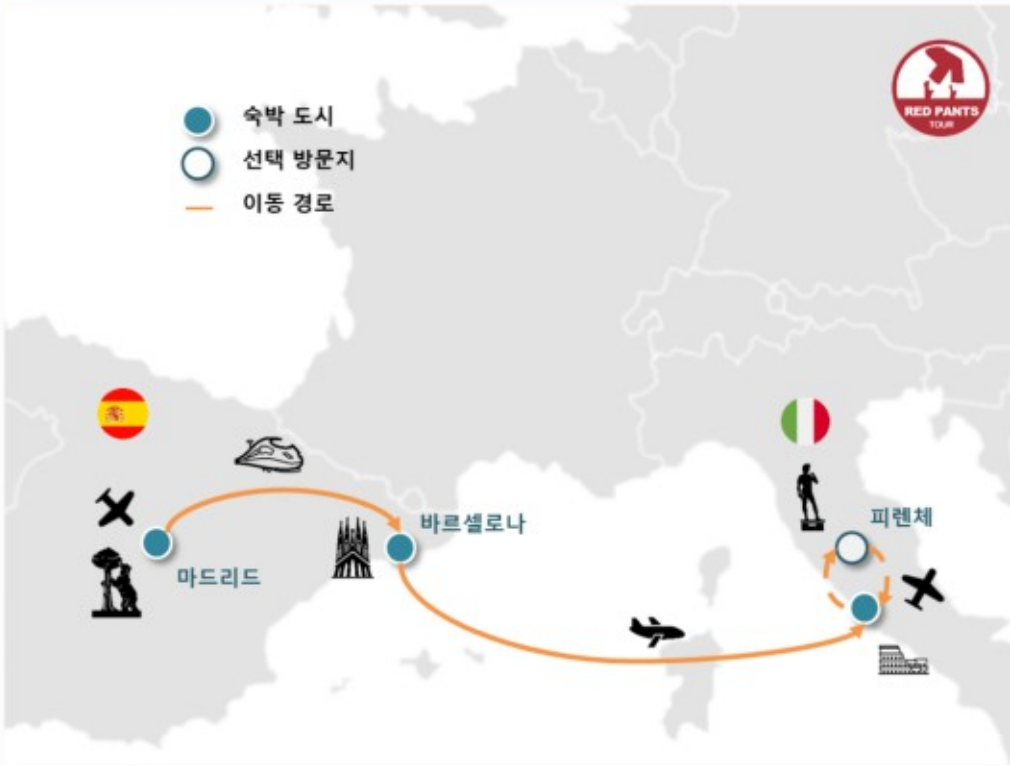 숙박 도시
선택 방문지
이동 경로
RED PANTS
TOUR
바르셀로나
마드리드
피렌체